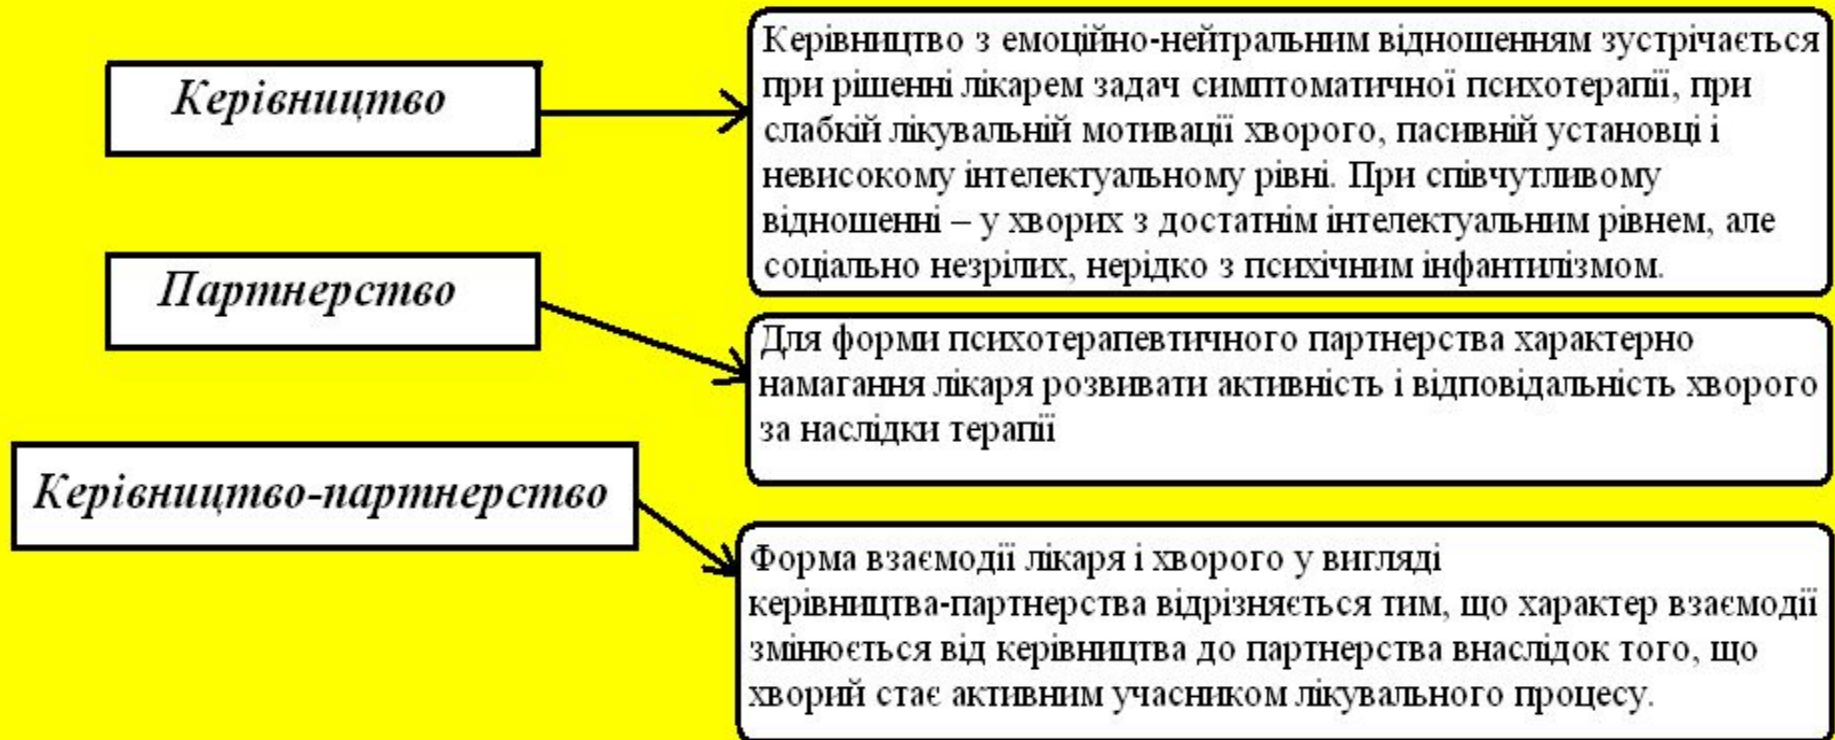 Керівництво
Керівництво з емоційно-нейтральним відношенням зустрічається
при рішенні лікарем задач симптоматичної психотерапії, при
слабкій лікувальній мотивації хворого, пасивній установці і
невисокому інтелектуальному рівні. При співчутливому
відношенні – у хворих з достатнім інтелектуальним рівнем, але
соціально незрілих, нерідко з психічним інфантилізмом.
Партнерство
Для форми психотерапевтичного партнерства характерно
намагання лікаря розвивати активність і відповідальність хворого
за наслідки терапії
Керівництво-партнерство
Форма взаємодії лікаря і хворого у вигляді
керівництва-партнерства відрізняється тим, що характер взаємодії
змінюється від керівництва до партнерства внаслідок того, що
хворий стає активним учасником лікувального процесу.